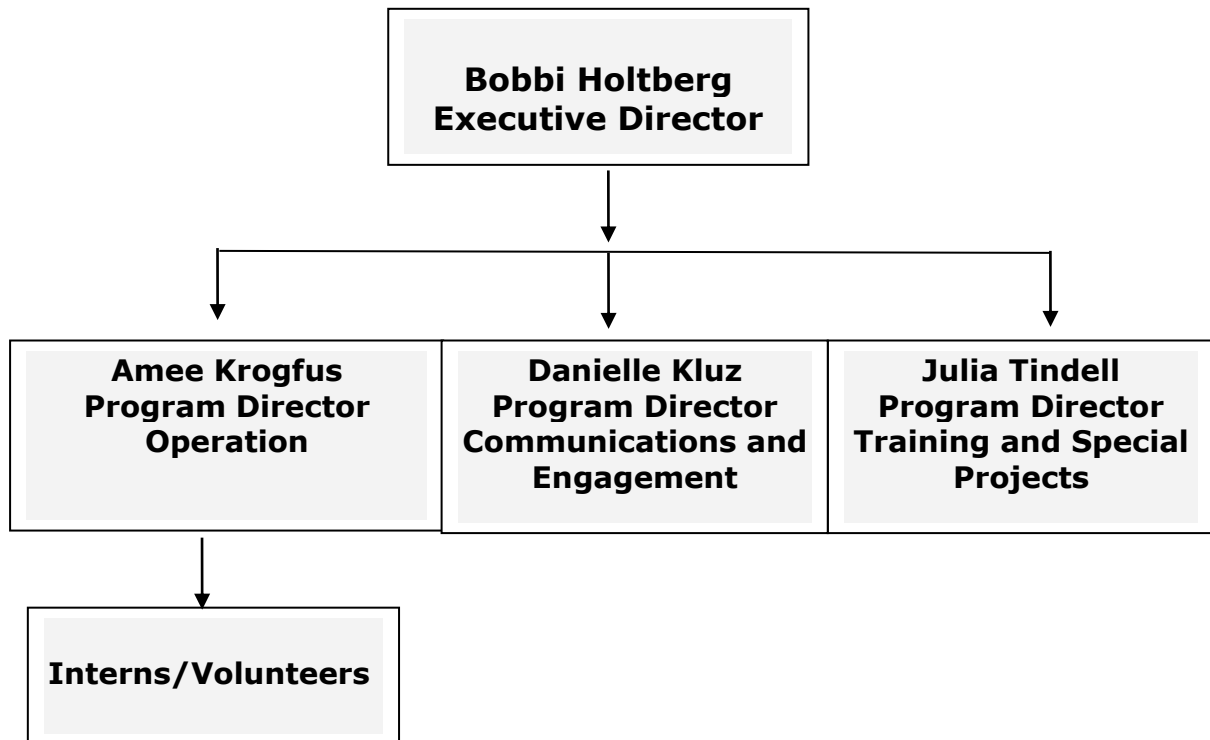 Bobbi Holtberg
Executive Director
Amee Krogfus
Program Director
Operation
Danielle Kluz
Program Director
Communications and
Engagement
Julia Tindell
Program Director
Training and Special
Projects
Interns/Volunteers